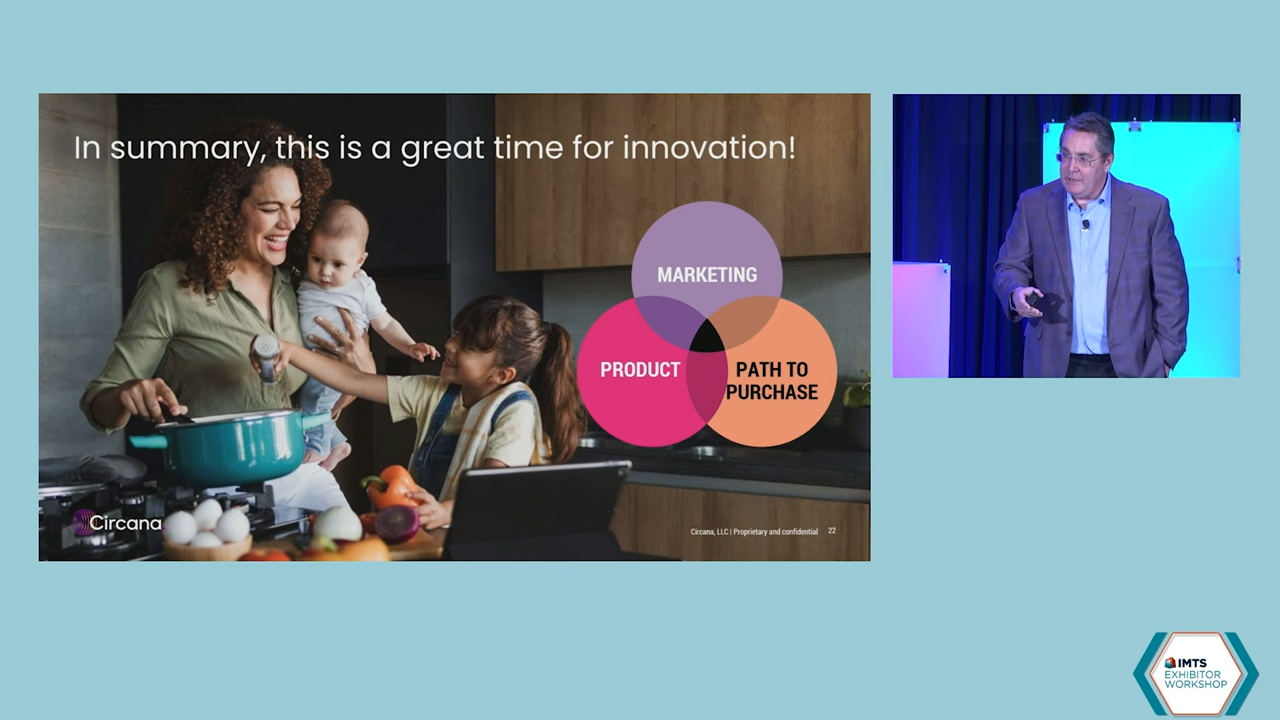 In summary, this is a great time for innovation!
MARKETING
PRODUCT
PATH TO
PURCHASE
Circana
Circana, LLC | Proprietary and confidential
22
IMTS
EXHIBITOR
WORKSHOP